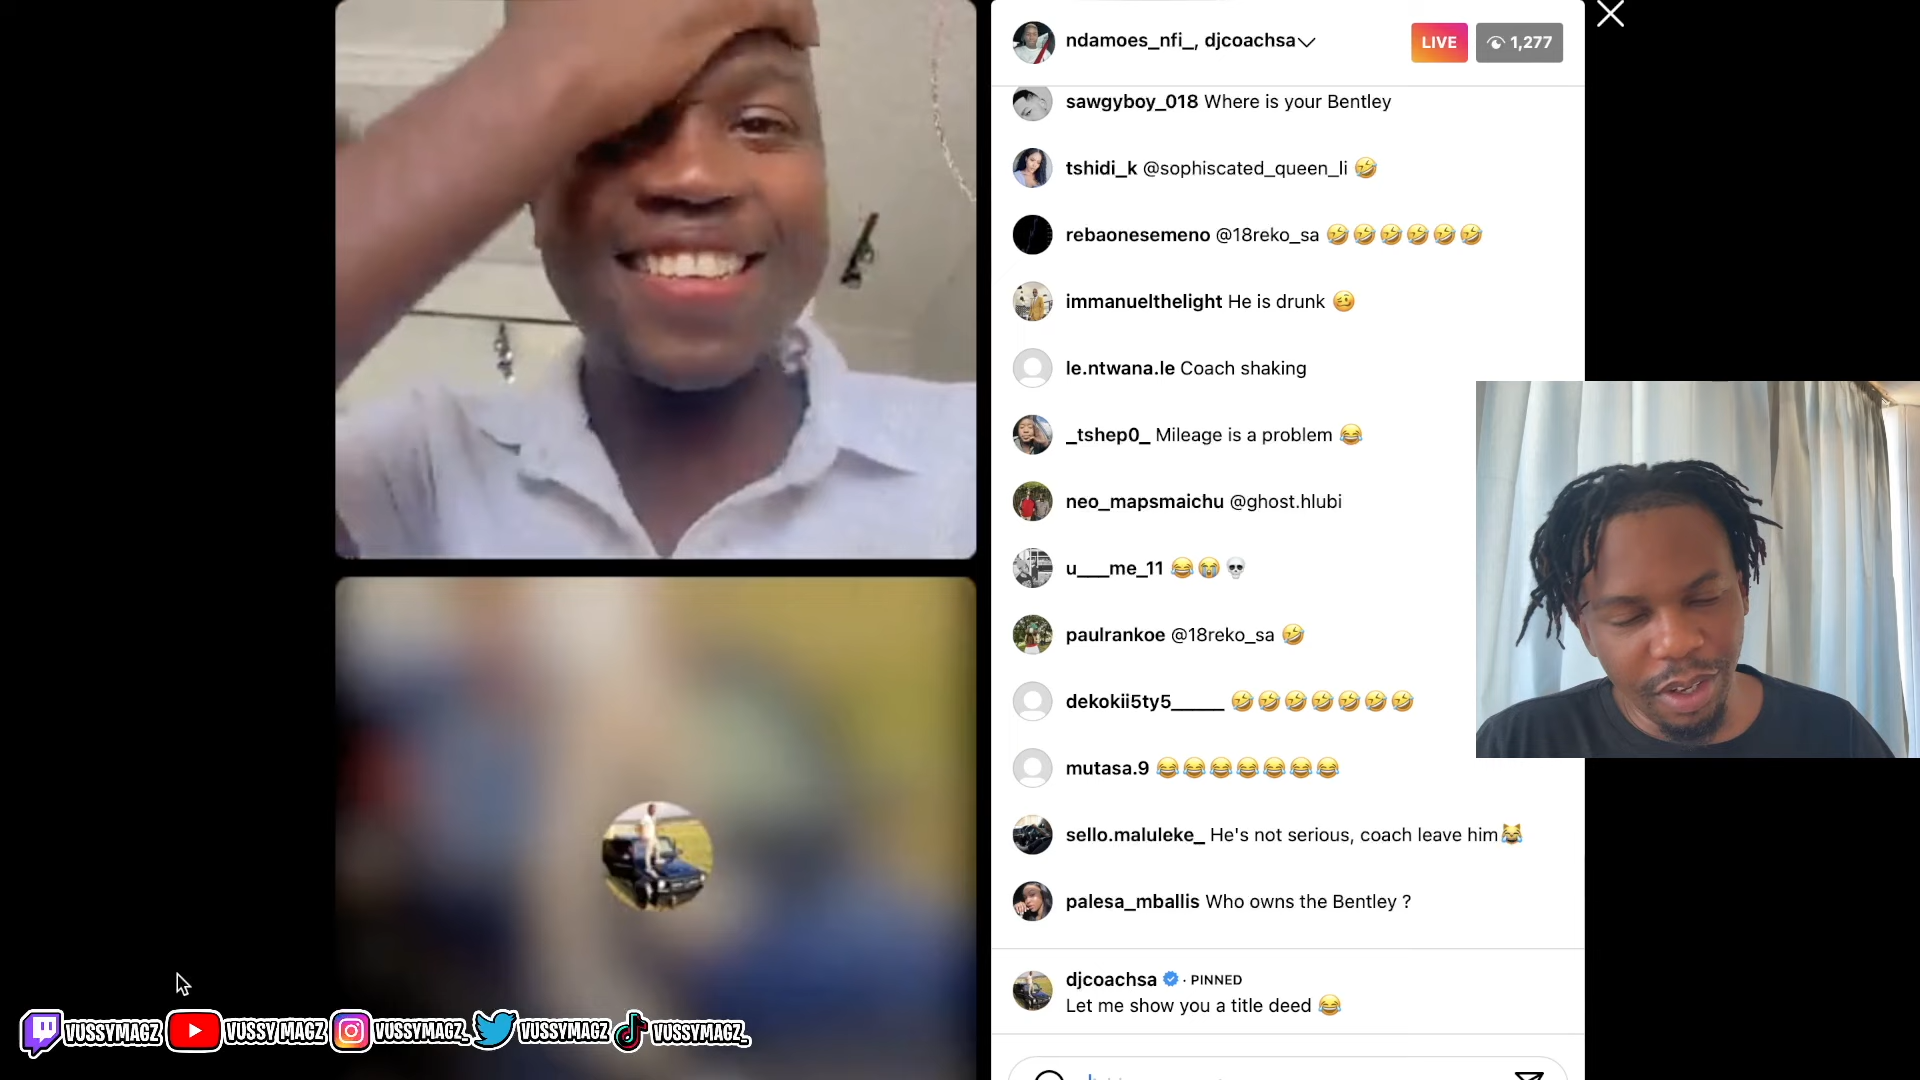 ndamoes_nfi_, djcoachsa
LIVE
1,277
sawgyboy_018 Where is your Bentley
tshidi_k @sophiscated_queen_li 🤣
rebaonesemeno @18reko_sa 🤣🤣🤣🤣🤣🤣
immanuelthelight He is drunk 🥴
le.ntwana.le Coach shaking
_tshep0_ Mileage is a problem 😂
neo_mapsmaichu @ghost.hlubi
u___me_11 😂😭💀
paulrankoe @18reko_sa 🤣
dekokii5ty5______ 🤣🤣🤣🤣🤣🤣🤣
mutasa.9 😂😂😂😂😂😂😂
sello.maluleke_ He's not serious, coach leave him😹
palesa_mballis Who owns the Bentley ?
djcoachsa · PINNED
Let me show you a title deed 😂
VUSSYMAGZ VUSSY MAGZ VUSSYMAGZ_ VUSSYMAGZ VUSSYMAGZ_